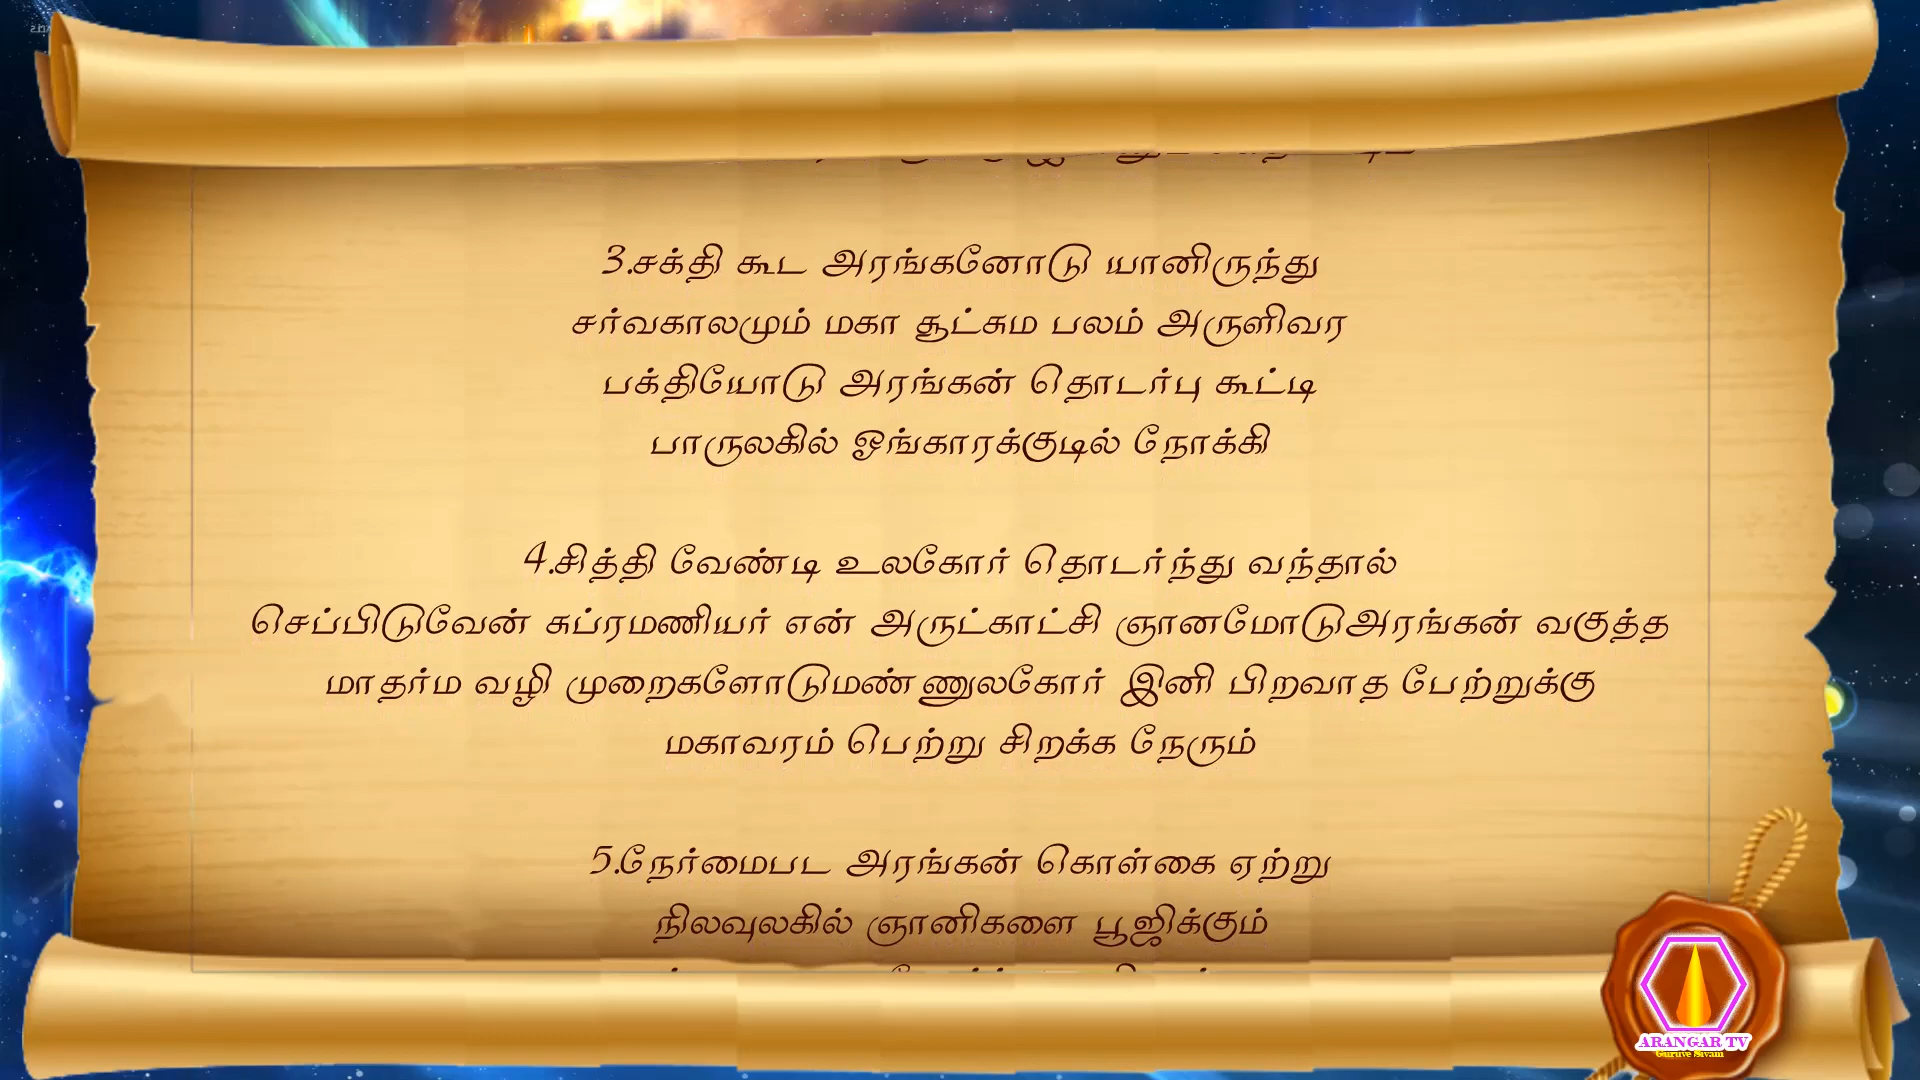 3.சக்தி கூட அரங்கனோடு யானிருந்து
சர்வகாலமும் மகா சூட்சும பலம் அருளிவர
பக்தியோடு அரங்கன் தொடர்பு கூட்டி
பாருலகில் ஓங்காரக்குடில் நோக்கி
4.சித்தி வேண்டி உலகோர் தொடர்ந்து வந்தால்
செப்பிடுவேன் சுப்ரமணியர் என் அருட்காட்சி ஞானமோடுஅரங்கன் வகுத்த
மாதர்ம வழி முறைகளோடுமண்ணுலகோர் இனி பிறவாத பேற்றுக்கு
மகாவரம் பெற்று சிறக்க நேரும்
5.நேர்மைபட அரங்கன் கொள்கை ஏற்று
நிலவுலகில் ஞானிகளை பூஜிக்கும்
ARANGAR TV
Guruve Sivam